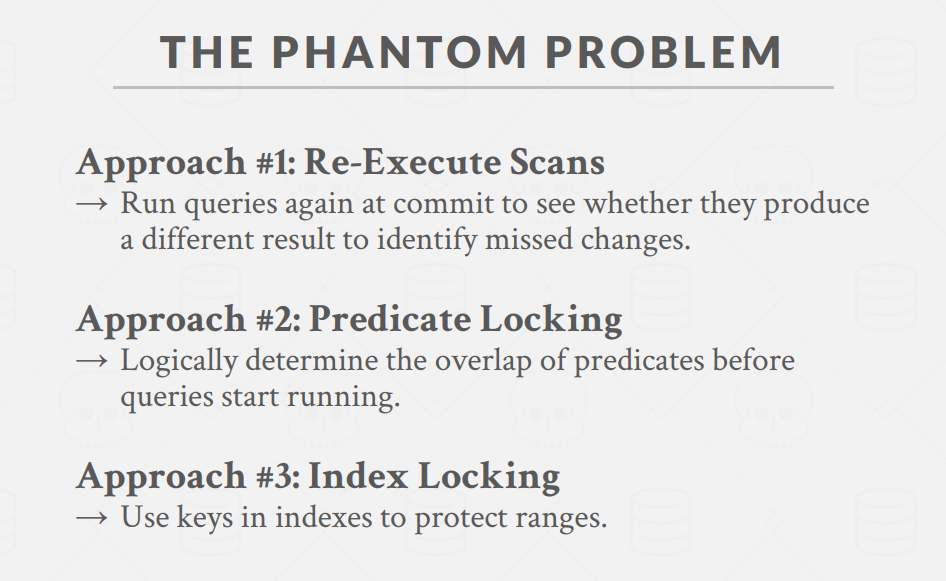 THE PHANTOM PROBLEM
Approach #1: Re-Execute Scans
→ Run queries again at commit to see whether they produce
a different result to identify missed changes.
Approach #2: Predicate Locking
→ Logically determine the overlap of predicates before
queries start running.
Approach #3: Index Locking
→ Use keys in indexes to protect ranges.